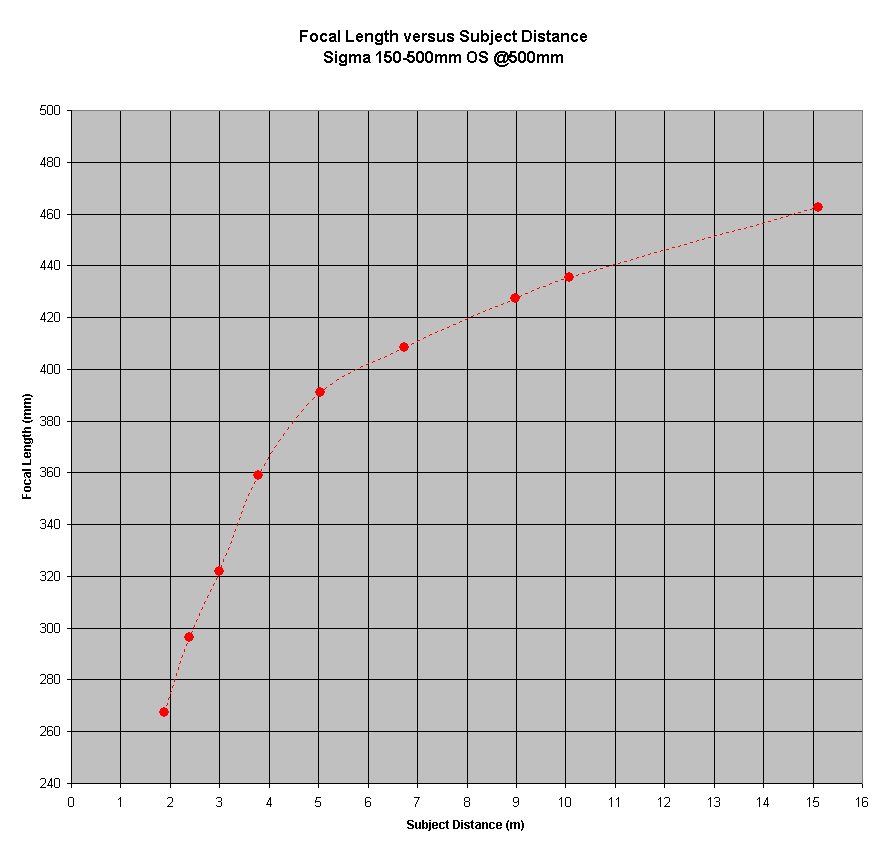 Focal Length versus Subject Distance
Sigma 150-500mm OS @500mm
500
480
460
440
420
400
380
360
340
320
300
280
260
240
Focal Length (mm)
0 1 2 3 4 5 6 7 8 9 10 11 12 13 14 15 16
Subject Distance (m)